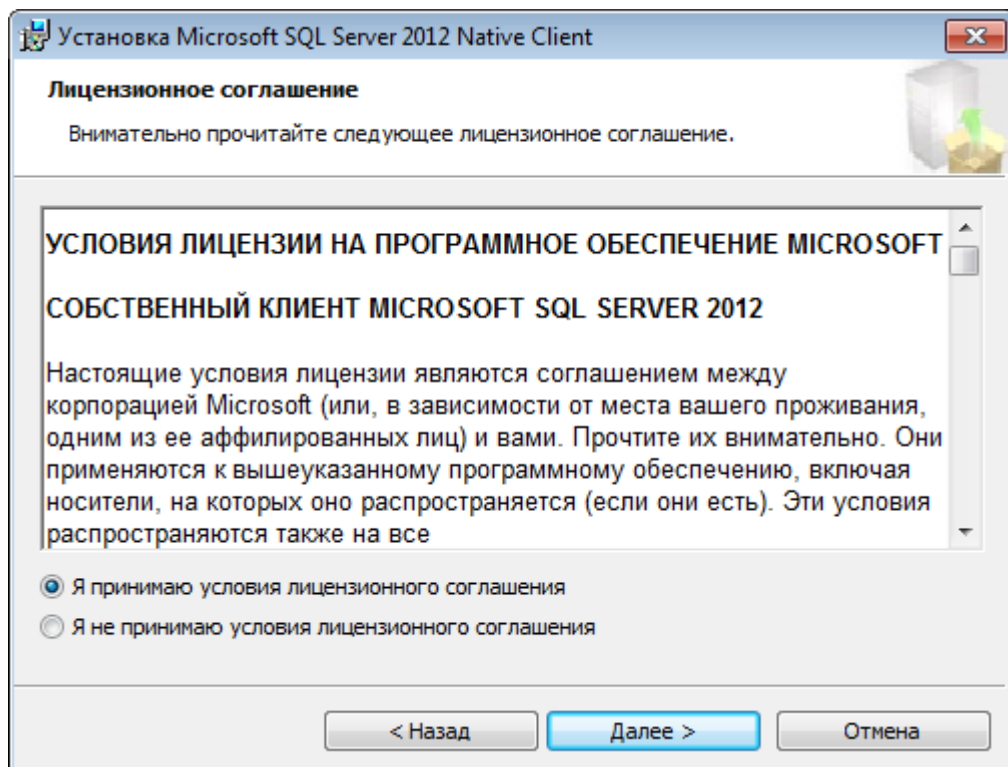 Установка Microsoft SQL Server 2012 Native Client
Лицензионное соглашение
Внимательно прочитайте следующее лицензионное соглашение.
УСЛОВИЯ ЛИЦЕНЗИИ НА ПРОГРАММНОЕ ОБЕСПЕЧЕНИЕ MICROSOFT
СОБСТВЕННЫЙ КЛИЕНТ MICROSOFT SQL SERVER 2012
Настоящие условия лицензии являются соглашением между
корпорацией Microsoft (или, в зависимости от места вашего проживания,
одним из ее аффилированных лиц) и вами. Прочтите их внимательно. Они
применяются к вышеуказанному программному обеспечению, включая
носители, на которых оно распространяется (если они есть). Эти условия
распространяются также на все
Я принимаю условия лицензионного соглашения
Я не принимаю условия лицензионного соглашения
< Назад
Далее >
Отмена